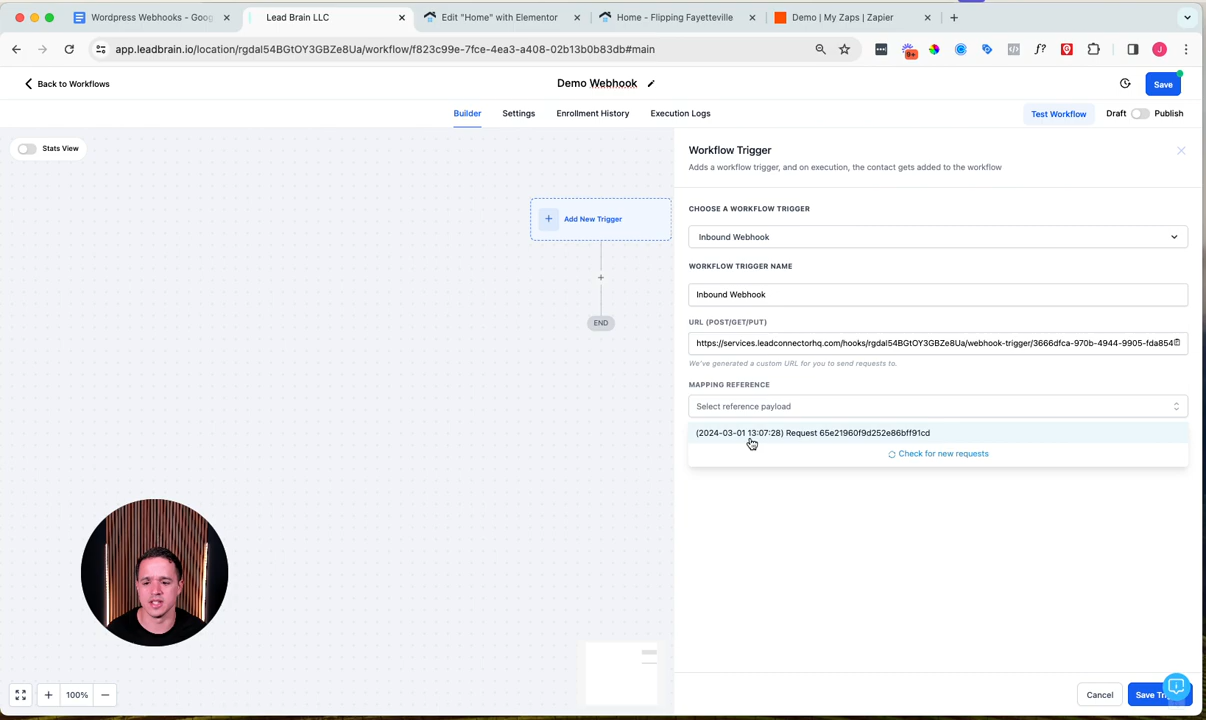 Wordpress Webhooks - Goog
Lead Brain LLC
Edit "Home" with Elementor
Home - Flipping Fayetteville
Demo | My Zaps | Zapier
app.leadbrain.io/location/rgdal54BGtOY3GBZe8Ua/workflow/f823c99e-7fce-4ea3-a408-02b13b0b83db#main
9+
f?
J
Back to Workflows
Demo Webhook
Save
Builder
Settings
Enrollment History
Execution Logs
Test Workflow
Draft
Publish
Stats View
Workflow Trigger
Adds a workflow trigger, and on execution, the contact gets added to the workflow
Add New Trigger
END
CHOOSE A WORKFLOW TRIGGER
Inbound Webhook
WORKFLOW TRIGGER NAME
Inbound Webhook
URL (POST/GET/PUT)
https://services.leadconnectorhq.com/hooks/rgdal54BGtOY3GBZe8Ua/webhook-trigger/3666dfca-970b-4944-9905-fda854
We've generated a custom URL for you to send requests to.
MAPPING REFERENCE
Select reference payload
(2024-03-01 13:07:28) Request 65e21960f9d252e86bff91cd
Check for new requests
100%
Cancel
Save